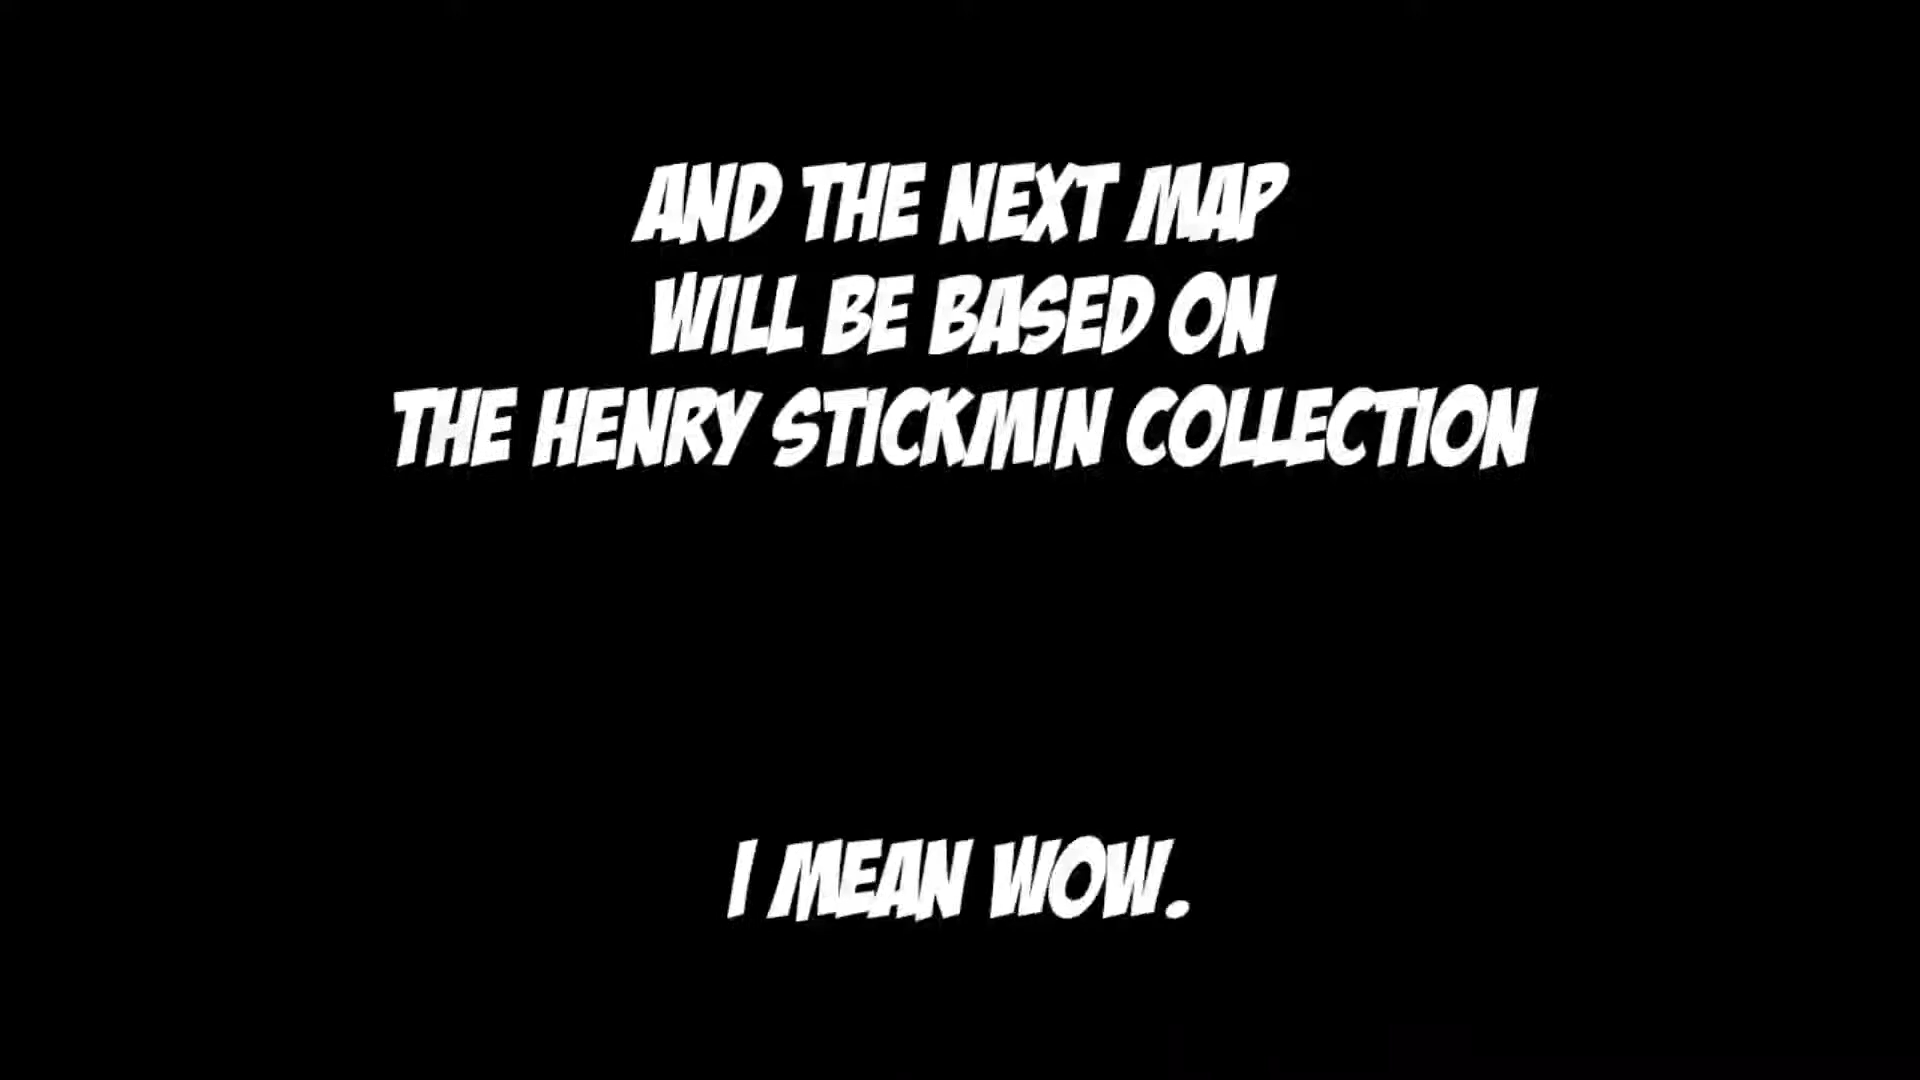 AND THE NEXT MAP
WILL BE BASED ON
THE HENRY STICKMIN COLLECTION
I MEAN WOW.